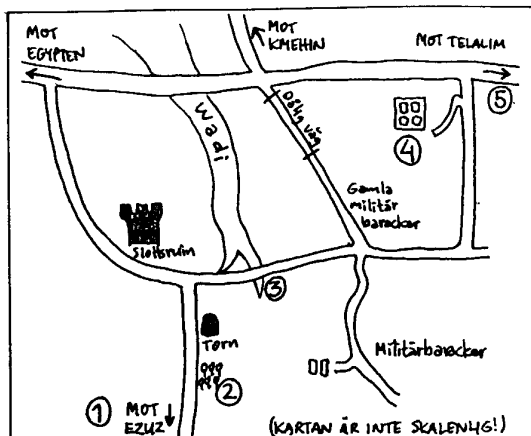 MOT
EGYPTEN
MOT
KMEHIN
MOT TELALIM
5
Wadi
Dålig väg
4
Gamla
militär
baracker
Slottsruin
3
Torn
Militärbaracker
2
1
MOT
EZUZ
(KARTAN ÄR INTE SKALENLIG!)